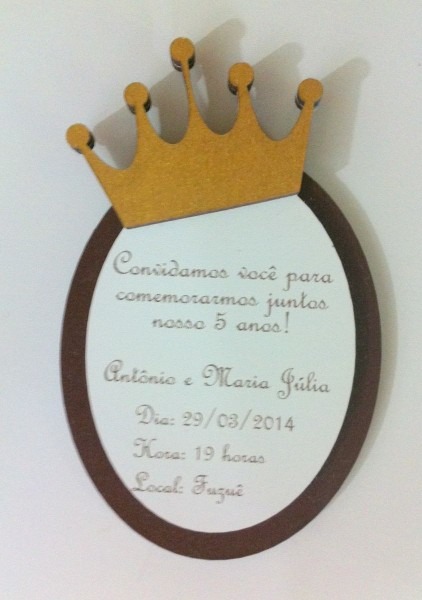 Convidamos você para
comemorarmos juntos
nosso 5 anos!
Antônio e Maria Júlia
Dia: 29/03/2014
Hora: 19 horas
Local: Fuzuê